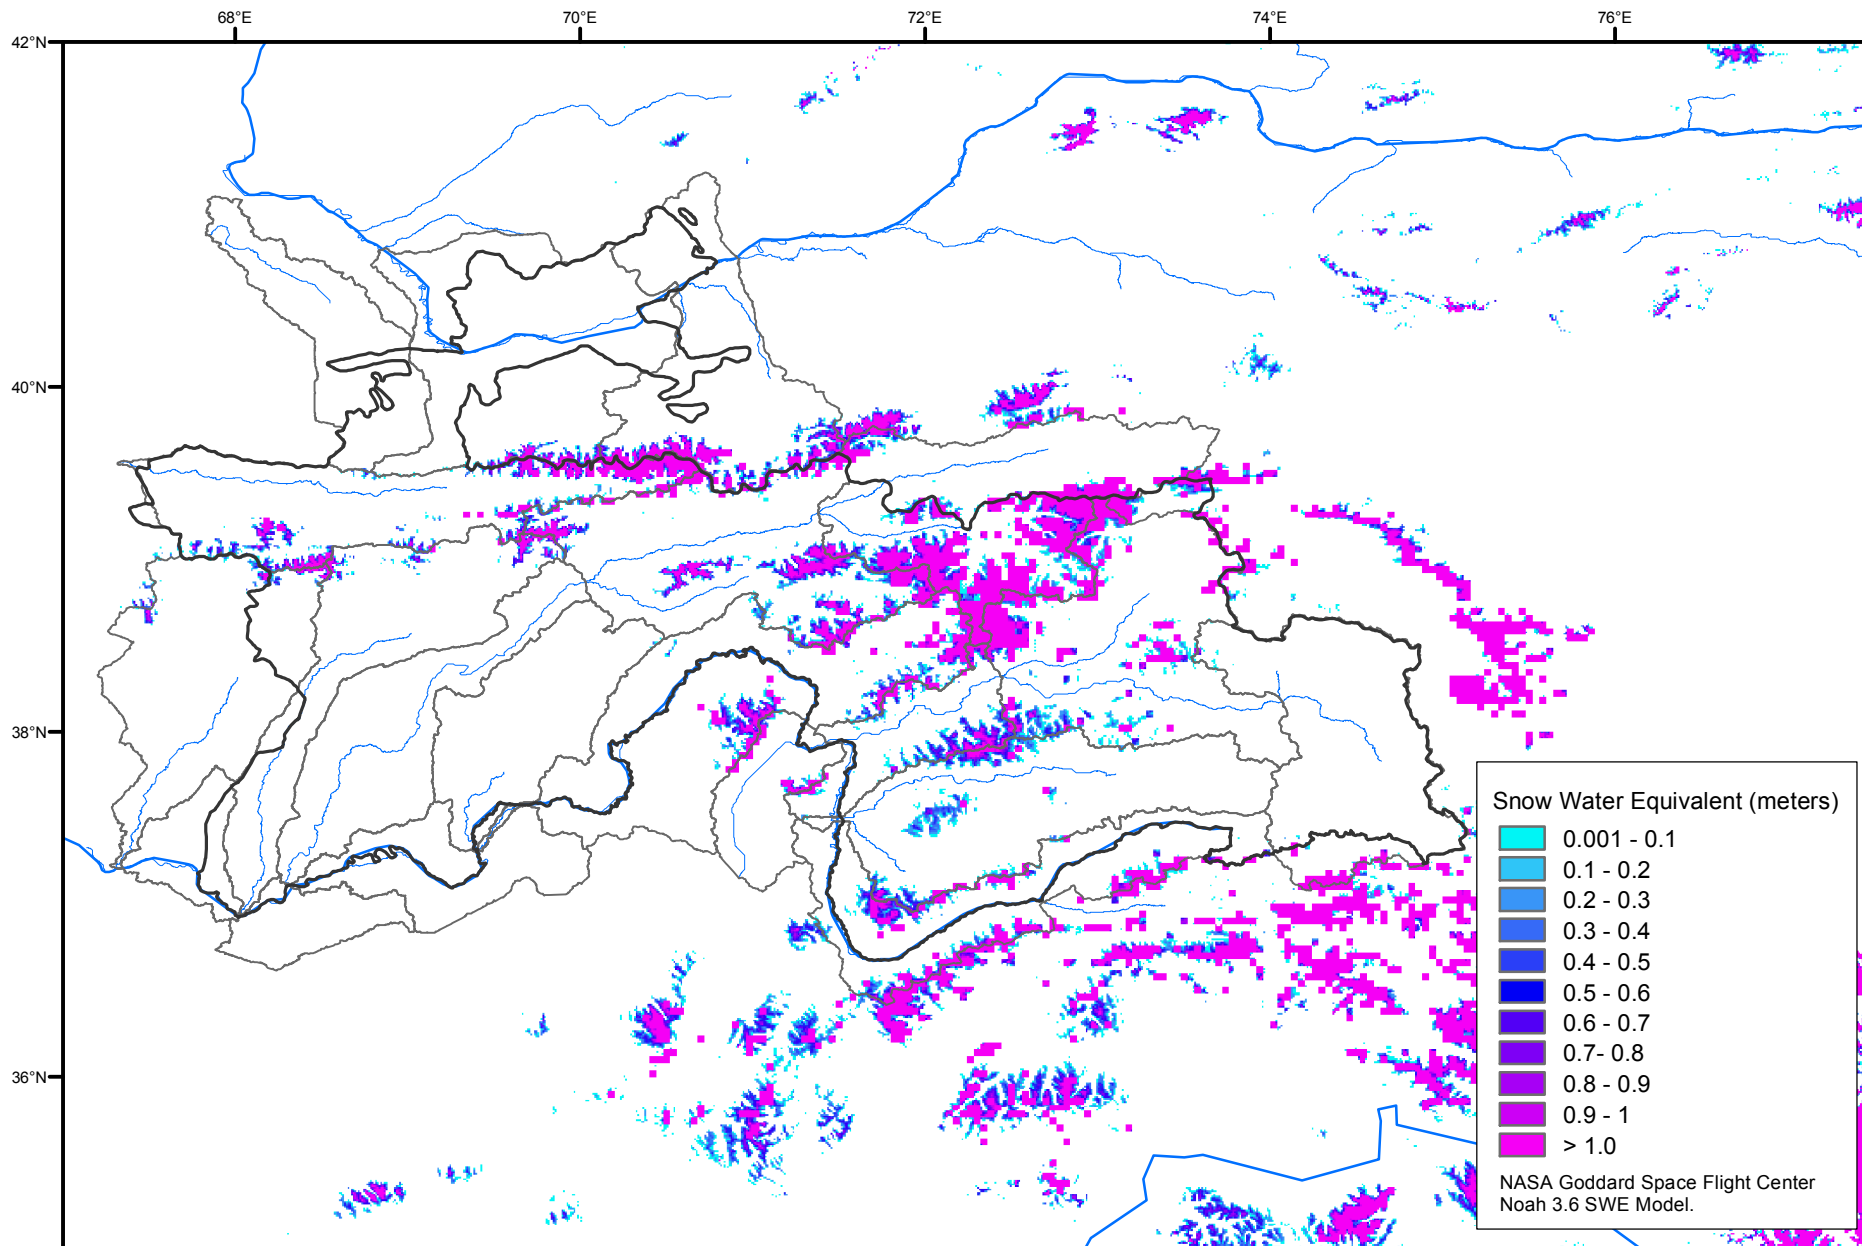 68°E
70°E
72°E
74°E
76°E
42°N
40°N
38°N
36°N
Snow Water Equivalent (meters)
0.001 - 0.1
0.1 - 0.2
0.2 - 0.3
0.3 - 0.4
0.4 - 0.5
0.5 - 0.6
0.6 - 0.7
0.7- 0.8
0.8 - 0.9
0.9 - 1
> 1.0
NASA Goddard Space Flight Center
Noah 3.6 SWE Model.